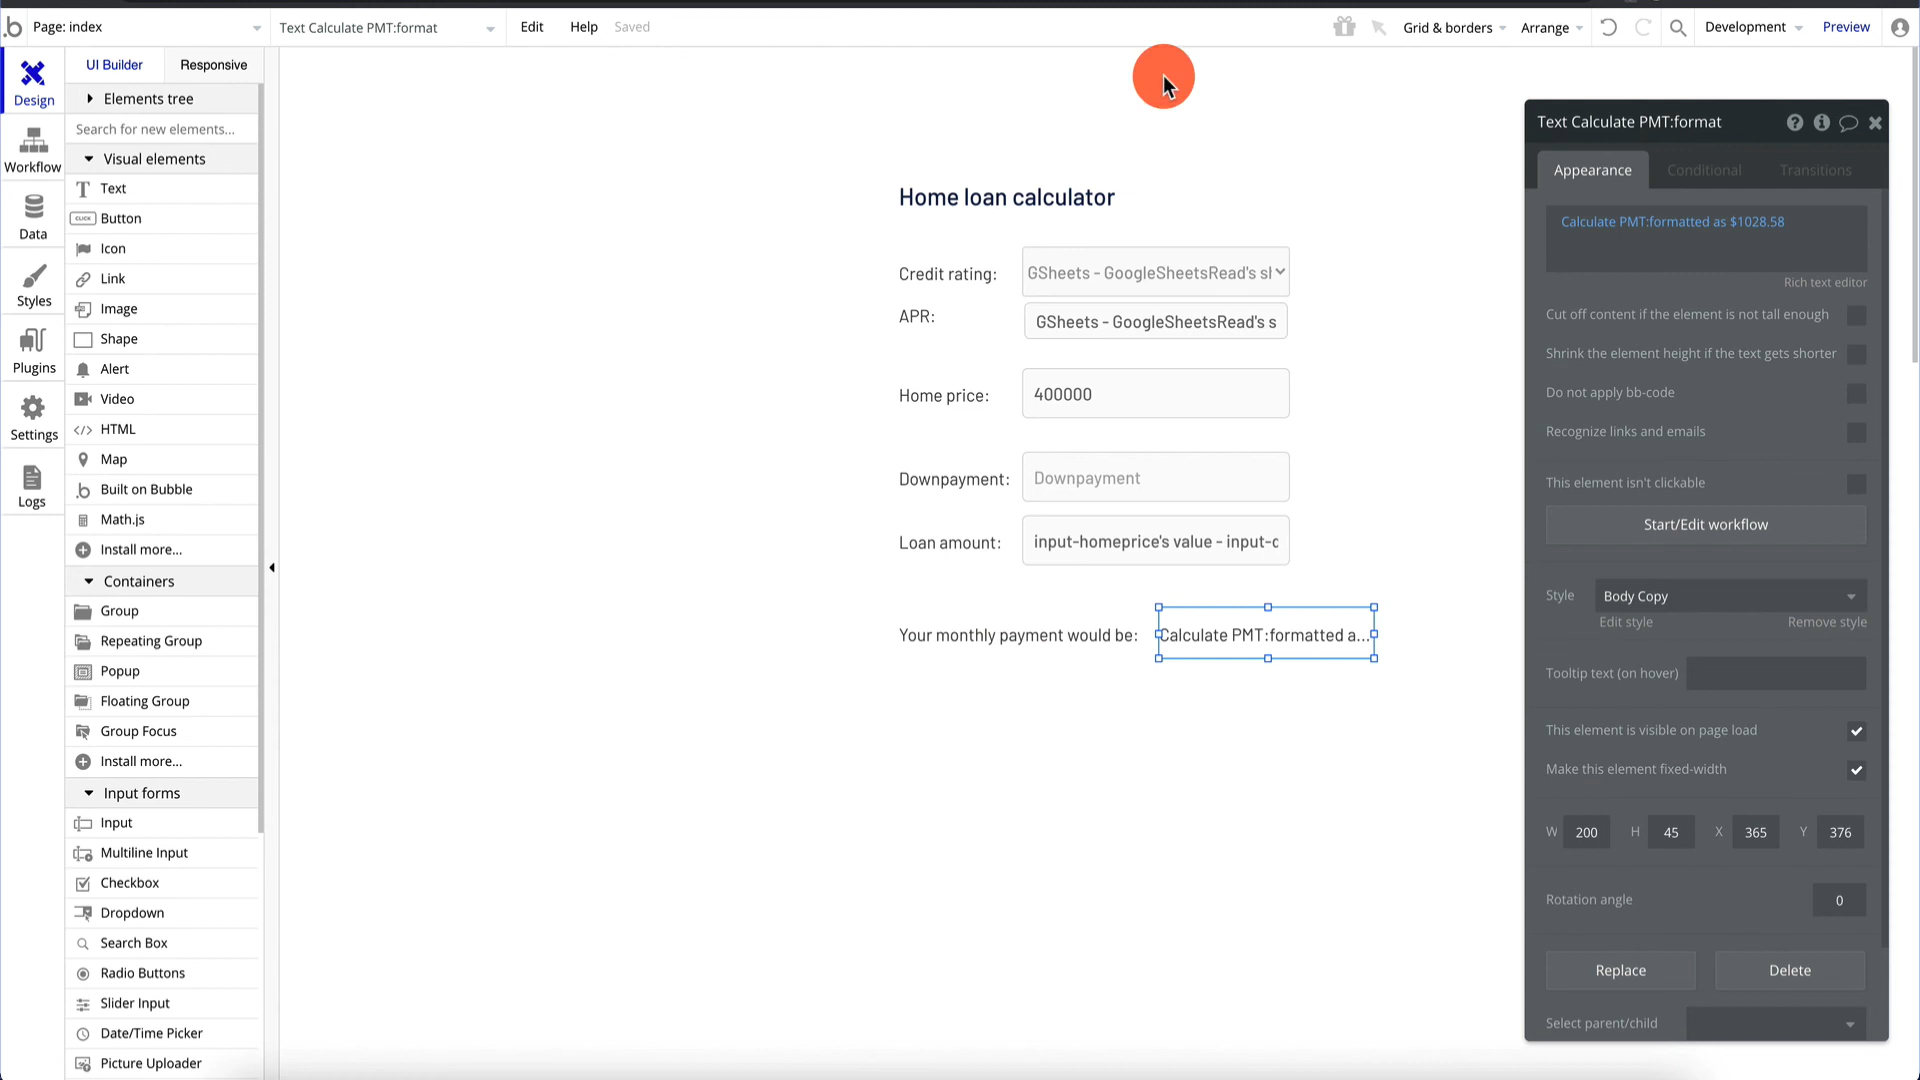 Page: index
Text Calculate PMT:format
Edit
Help
Saved
Grid & borders
Arrange
Development
Preview
UI Builder
Responsive
Design
Workflow
Data
Styles
Plugins
Settings
Logs
Elements tree
Search for new elements...
Visual elements
Text
CLICK
Button
Icon
Link
Image
Shape
Alert
Video
HTML
Map
Built on Bubble
Math.js
Install more...
Containers
Group
Repeating Group
Popup
Floating Group
Group Focus
Install more...
Input forms
Input
Multiline Input
Checkbox
Dropdown
Search Box
Radio Buttons
Slider Input
Date/Time Picker
Picture Uploader
Home loan calculator
Credit rating:
GSheets - GoogleSheetsRead's sl
APR:
GSheets - GoogleSheetsRead's s
Home price:
400000
Downpayment:
Downpayment
Loan amount:
input-homeprice's value - input-c
Your monthly payment would be:
Calculate PMT:formatted a...
Text Calculate PMT:format
Appearance
Conditional
Transitions
Calculate PMT:formatted as $1028.58
Rich text editor
Cut off content if the element is not tall enough
Shrink the element height if the text gets shorter
Do not apply bb-code
Recognize links and emails
This element isn't clickable
Start/Edit workflow
Style
Body Copy
Edit style
Remove style
Tooltip text (on hover)
This element is visible on page load
Make this element fixed-width
W 200 H 45 X 365 Y 376
Rotation angle
0
Replace
Delete
Select parent/child